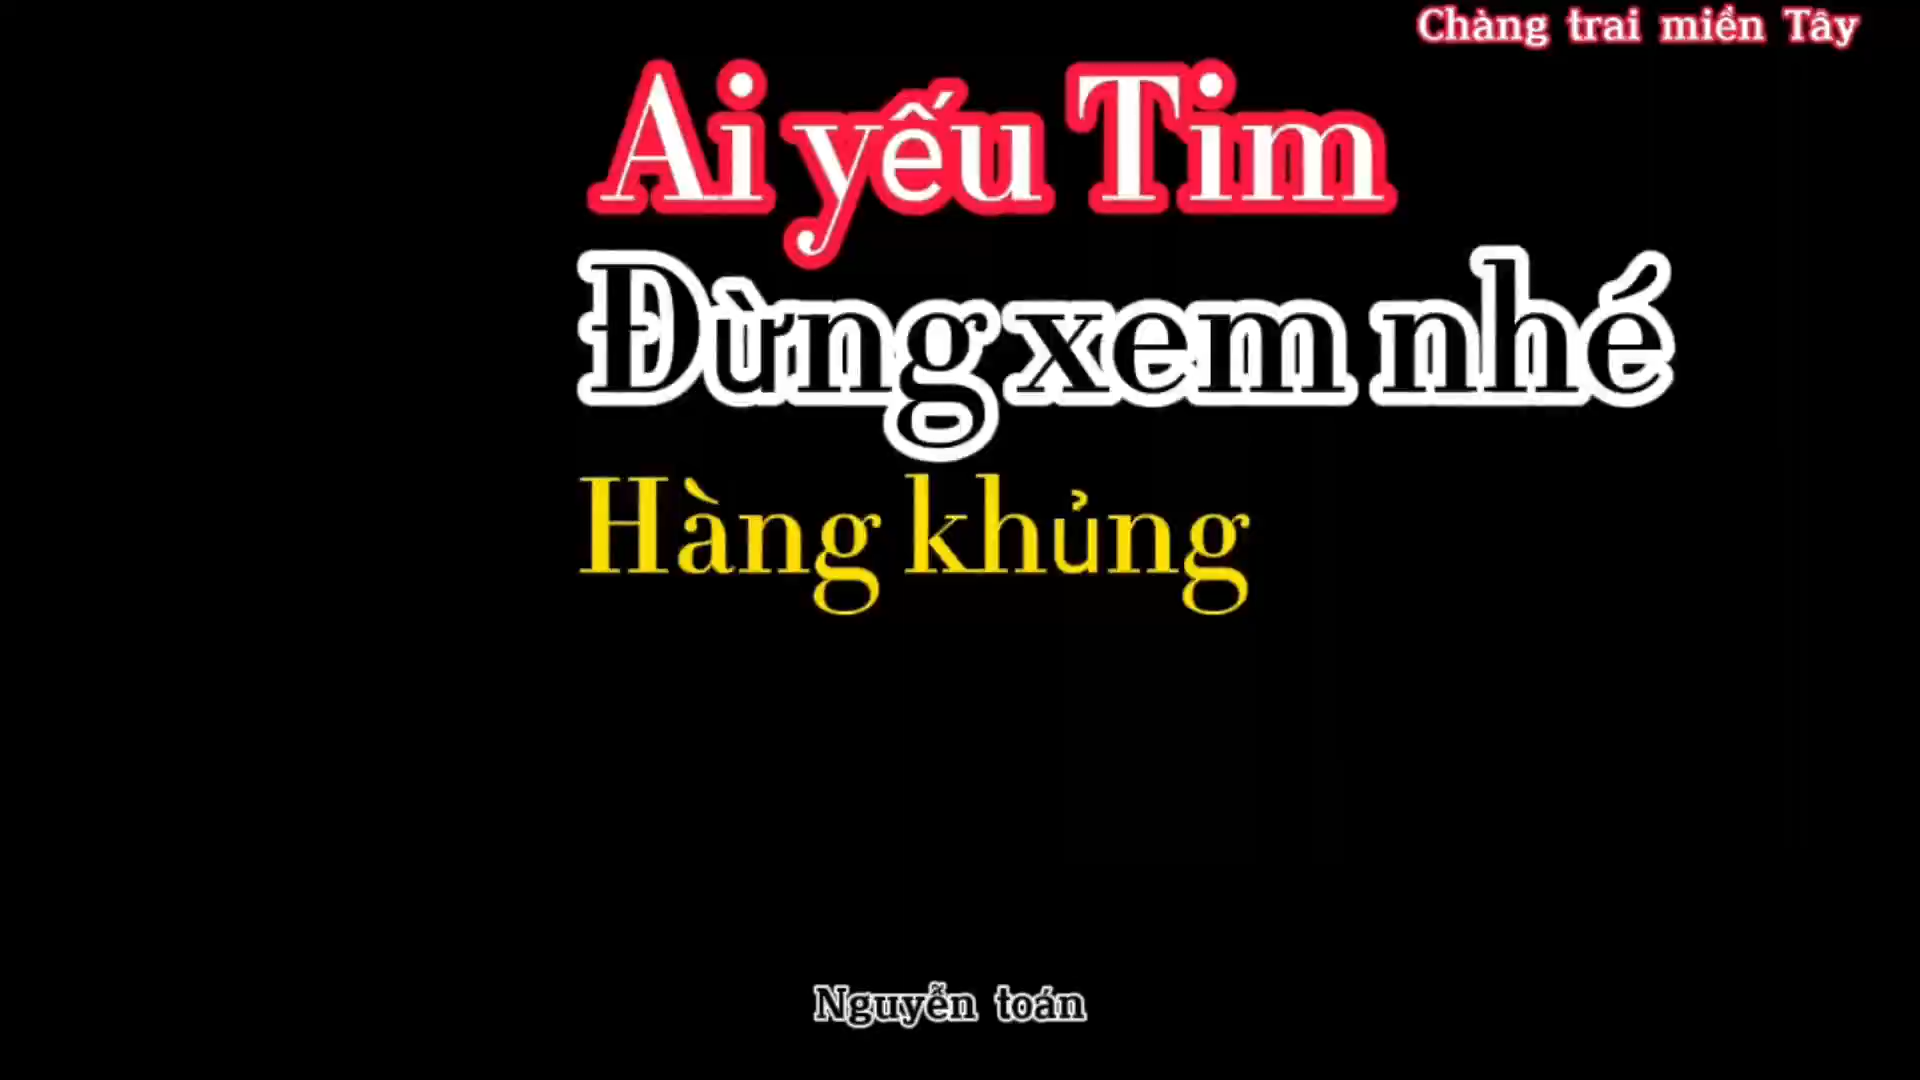 Chàng trai miền Tây
Ai yếu Tim
Đừng xem nhé
Hàng khủng
Nguyễn toán